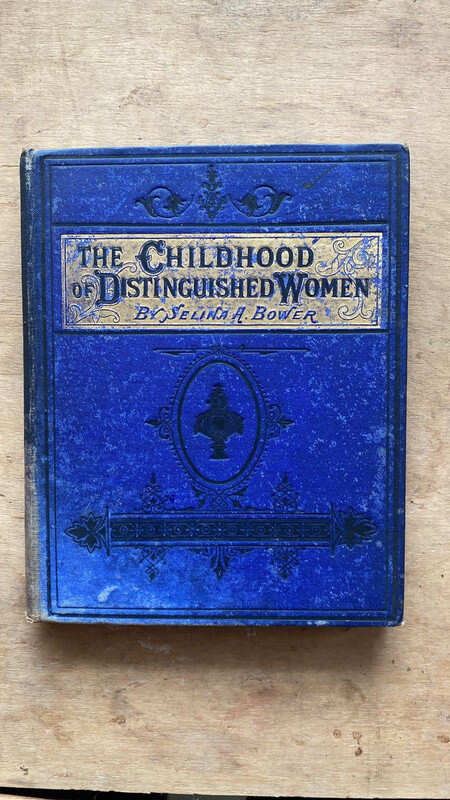 THE CHILDHOOD
OF DISTINGUISHED WOMEN
BY SELINA A. BOWER